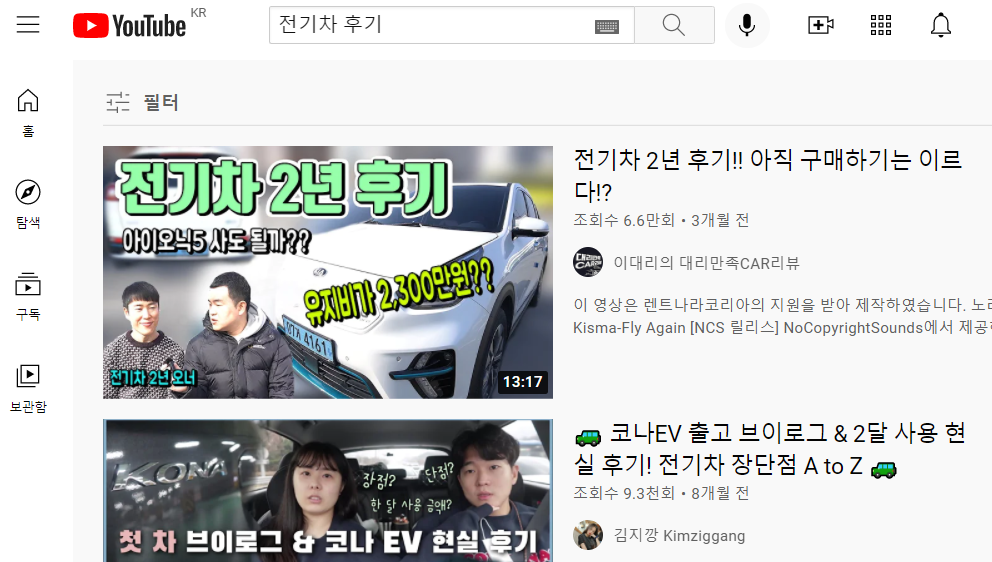 YouTube KR
전기차 후기
홈
탐색
구독
보관함
필터
전기차 2년 후기
아이오닉5 사도 될까??
유지비가 2,300만원??
4161
전기차 2년 오너
13:17
전기차 2년 후기!! 아직 구매하기는 이르
다!?
조회수 6.6만회 • 3개월 전
이대리의 대리만족CAR리뷰
이 영상은 렌트나라코리아의 지원을 받아 제작하였습니다.
Kisma-Fly Again [NCS 릴리스] NoCopyrightSounds에서
KONA
장점?
단점?
한 달 사용 금액?
첫 차 브이로그 & 코나 EV 현실 후기
코나EV 출고 브이로그 & 2달 사용 현
실 후기! 전기차 장단점 A to Z
조회수 9.3천회 • 8개월 전
김지깡 Kimziggang